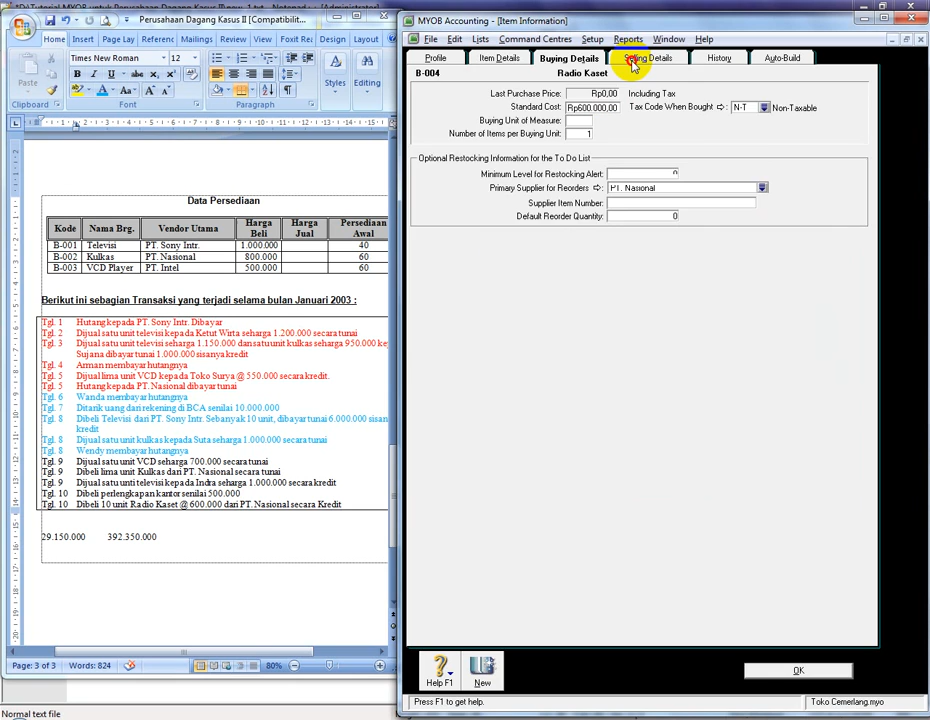 Perusahaan Dagang Kasus II [Compatibilit...
Home Insert Page Lay Referenc Mailings Review View Foxit Rea Design Layout
Times New Roman 12
Paste
Styles
Editing
Clipboard Font Paragraph
Data Persediaan
Kode Nama Brg. Vendor Utama Harga Beli Harga Jual Persediaan Awal
B-001 Televisi PT. Sony Intr. 1.000.000 40
B-002 Kulkas PT. Nasional 800.000 60
B-003 VCD Player PT. Intel 500.000 60
Berikut ini sebagian Transaksi yang terjadi selama bulan Januari 2003 :
Tgl. 1 Hutang kepada PT. Sony Intr. Dibayar
Tgl. 2 Dijual satu unit televisi kepada Ketut Wirta seharga 1.200.000 secara tunai
Tgl. 3 Dijual satu unit televisi seharga 1.150.000 dan satu unit kulkas seharga 950.000 ke
Sujana dibayar tunai 1.000.000 sisanya kredit
Tgl. 4 Arman membayar hutangnya
Tgl. 5 Dijual lima unit VCD kepada Toko Surya @ 550.000 secara kredit.
Tgl. 5 Hutang kepada PT. Nasional dibayar tunai
Tgl. 6 Wanda membayar hutangnya
Tgl. 7 Ditarik uang dari rekening di BCA senilai 10.000.000
Tgl. 8 Dibeli Televisi dari PT. Sony Intr. Sebanyak 10 unit, dibayar tunai 6.000.000 sisan
kredit
Tgl. 8 Dijual satu unit kulkas kepada Suta seharga 1.000.000 secara tunai
Tgl. 8 Wendy membayar hutangnya
Tgl. 9 Dijual satu unit VCD seharga 700.000 secara tunai
Tgl. 9 Dibeli lima unit Kulkas dari PT. Nasional secara tunai
Tgl. 9 Dijual satu unti televisi kepada Indra seharga 1.000.000 secara kredit
Tgl. 10 Dibeli perlengkapan kantor senilai 500.000
Tgl. 10 Dibeli 10 unit Radio Kaset @ 600.000 dari PT. Nasional secara Kredit
29.150.000 392.350.000
Page: 3 of 3 Words: 824 80%
Normal text file
MYOB Accounting - [Item Information]
File Edit Lists Command Centres Setup Reports Window Help
Profile Item Details Buying Details Selling Details History Auto-Build
B-004 Radio Kaset
Last Purchase Price: Rp0,00 Including Tax
Standard Cost: Rp600.000,00 Tax Code When Bought N-T Non-Taxable
Buying Unit of Measure:
Number of Items per Buying Unit: 1
Optional Restocking Information for the To Do List
Minimum Level for Restocking Alert: 0
Primary Supplier for Reorders PT. Nasional
Supplier Item Number:
Default Reorder Quantity: 0
Help F1 New OK
Press F1 to get help. Toko Cemerlang.myo